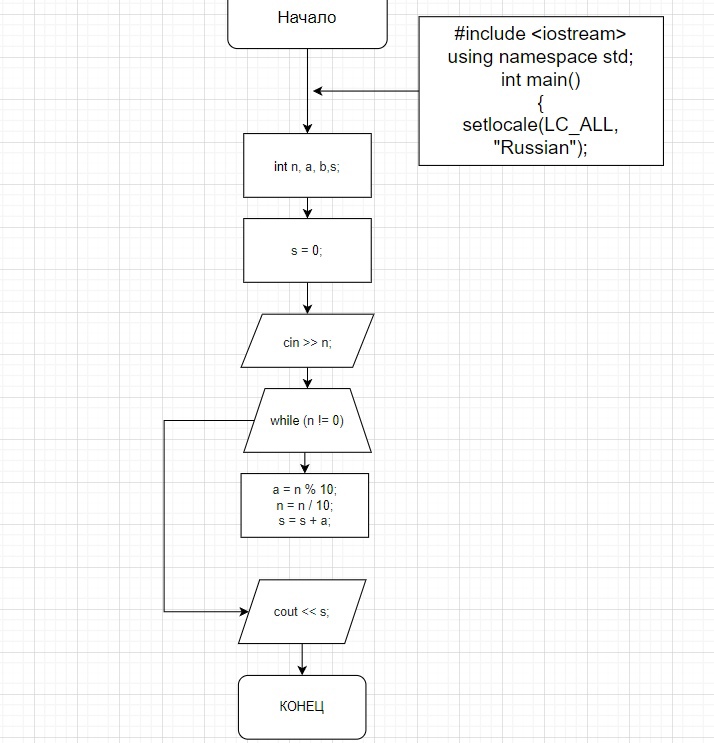 Начало
#include <iostream>
using namespace std;
int main()
{
setlocale(LC_ALL,
"Russian");
int n, a, b,s;
s = 0;
cin >> n;
while (n != 0)
a = n % 10;
n = n / 10;
s = s + a;
cout << s;
КОНЕЦ